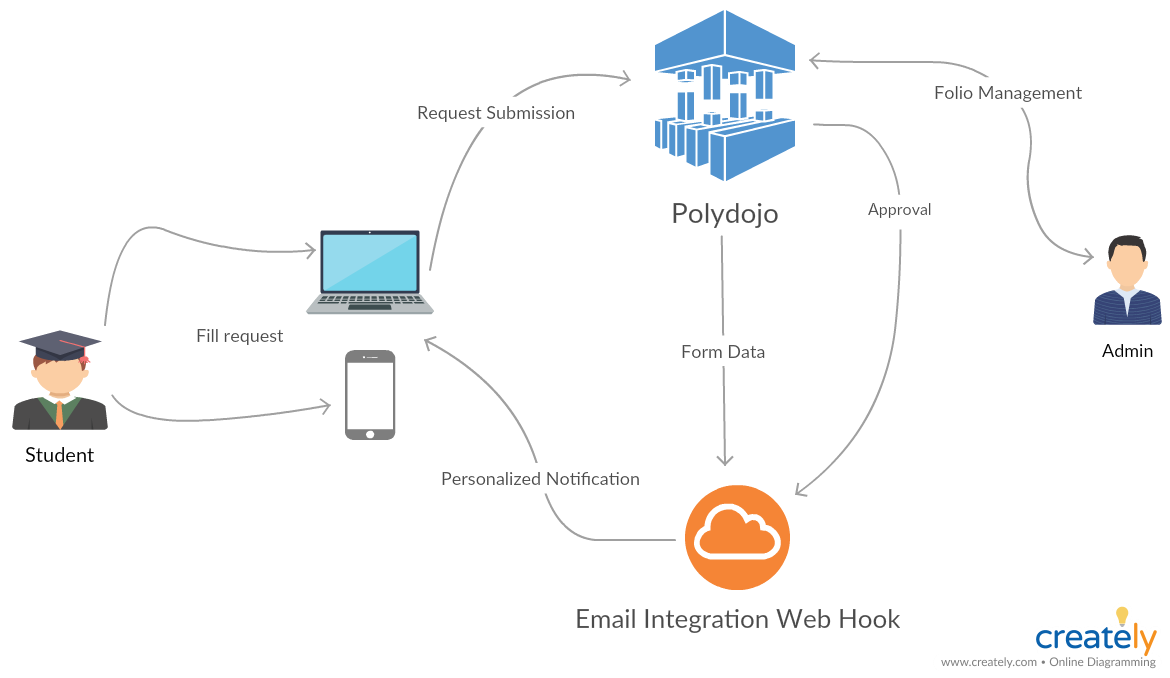 Request Submission
Folio Management
Polydojo
Approval
Fill request
Form Data
Admin
Student
Personalized Notification
Email Integration Web Hook
creately
www.creately.com • Online Diagramming